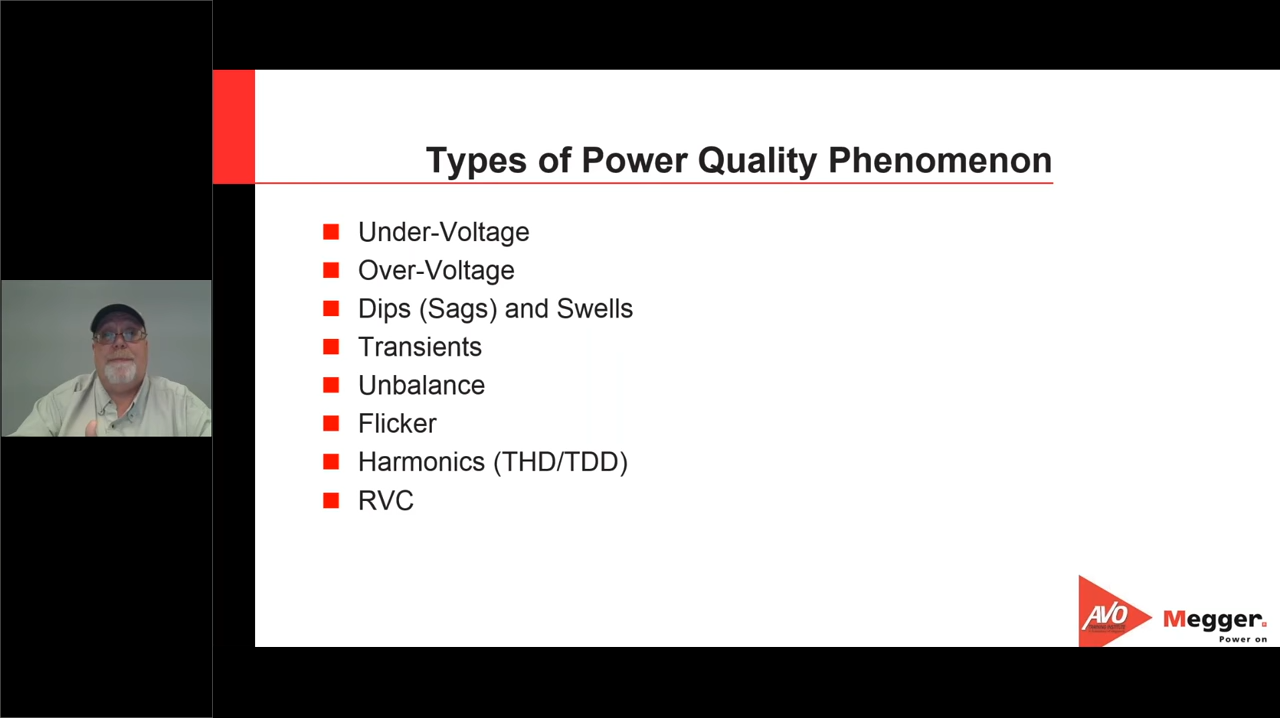 Types of Power Quality Phenomenon
Under-Voltage
Over-Voltage
Dips (Sags) and Swells
Transients
Unbalance
Flicker
Harmonics (THD/TDD)
RVC
AVO
Megger.
Power on